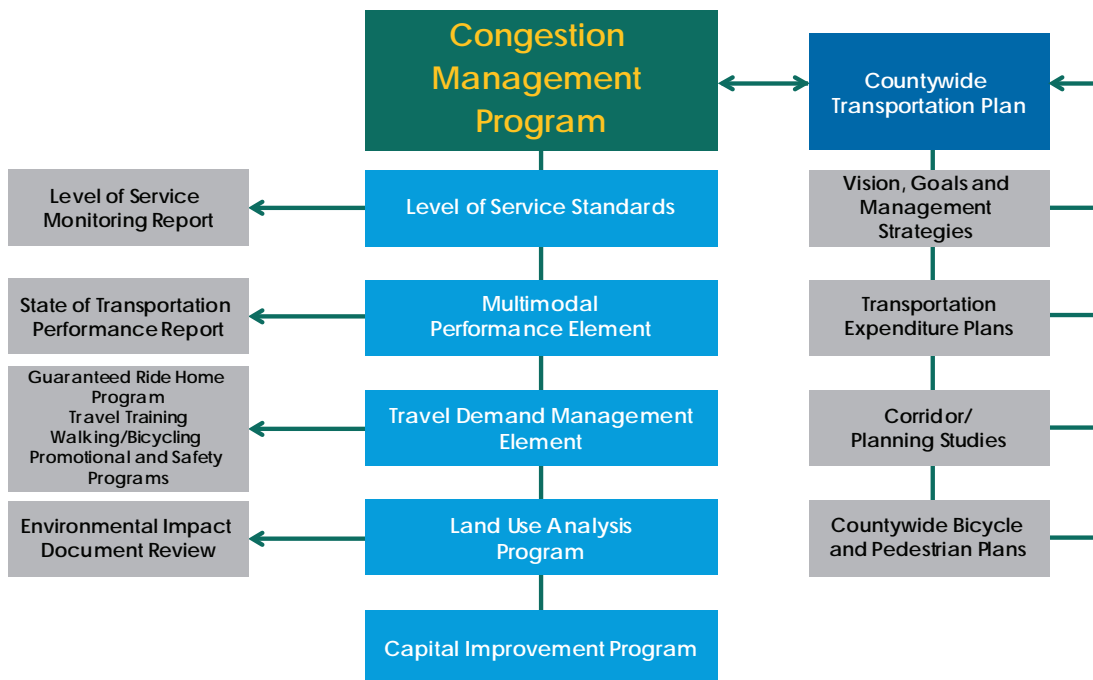 Congestion
Management
Program
Countywide
Transportation Plan
Level of Service
Monitoring Report
Level of Service Standards
Vision, Goals and
Management
Strategies
State of Transportation
Performance Report
Multimodal
Performance Element
Transportation
Expenditure Plans
Guaranteed Ride Home
Program
Travel Training
Walking/Bicycling
Promotional and Safety
Programs
Travel Demand Management
Element
Corridor/
Planning Studies
Environmental Impact
Document Review
Land Use Analysis
Program
Countywide Bicycle
and Pedestrian Plans
Capital Improvement Program